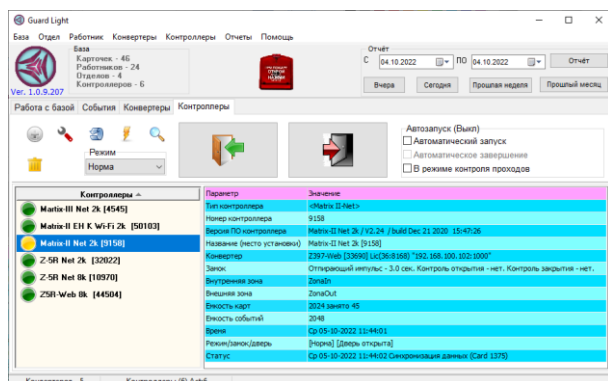 Guard Light
База Отдел Работник Конвертеры Контроллеры Отчеты Помощь
База
Карточек - 46
Работников - 24
Отделов - 4
Контроллеров - 6
Ver. 1.0.9.207
Отчёт
С 04.10.2022 ПО 04.10.2022 Отчёт
Вчера Сегодня Прошлая неделя Прошлый месяц
Работа с базой События Конвертеры Контроллеры
Режим
Норма
Автозапуск (Выкл)
Автоматический запуск
Автоматическое завершение
В режиме контроля проходов
Контроллеры
Martix-III Net 2k [4545]
Matrix-II EH K Wi-Fi 2k [50103]
Matrix-II Net 2k [9158]
Z-5R Net 2k [32022]
Z-5R Net 8k [10970]
Z5R-Web 8k [44504]
Параметр Значение
Тип контроллера <Matrix II-Net>
Номер контроллера 9158
Версия ПО контроллера Matrix-II Net 2k / V2.24 / build Dec 21 2020 15:47:26
Название (место установки) Matrix-II Net 2k [9158]
Конвертер Z397-Web [33690] Lic(36:8168) "192.168.100.102:1000"
Замок Отпирающий импульс - 3.0 сек. Контроль открытия - нет. Контроль закрытия - нет.
Внутренняя зона ZonaIn
Внешняя зона ZonaOut
Емкость карт 2024 занято 45
Емкость событий 2048
Время Ср 05-10-2022 11:44:01
Режим/замок/дверь [Норма] [Дверь открыта]
Статус Ср 05-10-2022 11:44:02 Синхронизация данных (Card 1375)